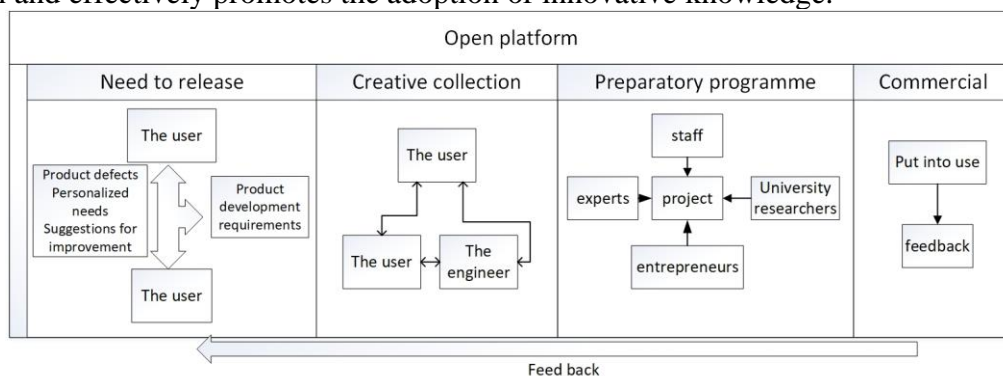 and effectively promotes the adoption of innovative knowledge.
Open platform
Need to release
Creative collection
Preparatory programme
Commercial
The user
Product defects
Personalized
needs
Suggestions for
improvement
Product
development
requirements
The user
The user
The user
The
engineer
staff
experts
project
University
researchers
entrepreneurs
Put into use
feedback
Feed back